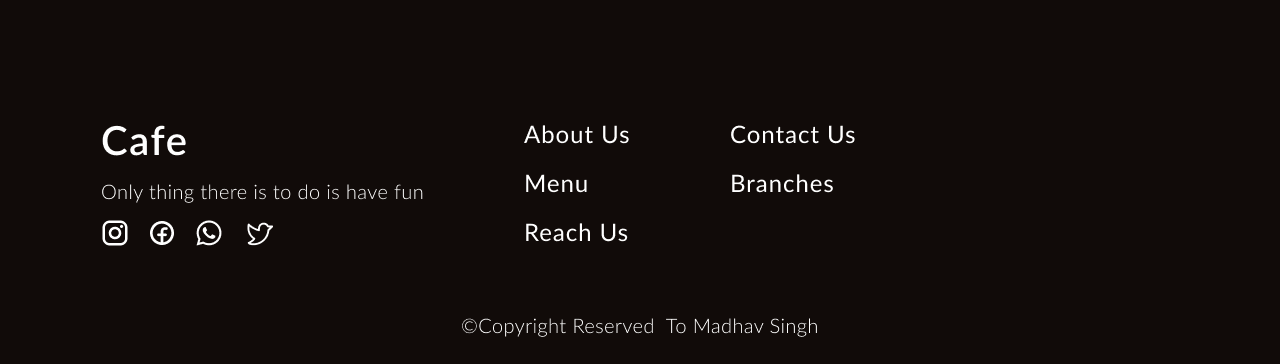 Cafe
Only thing there is to do is have fun
About Us
Menu
Reach Us
Contact Us
Branches
©Copyright Reserved  To Madhav Singh